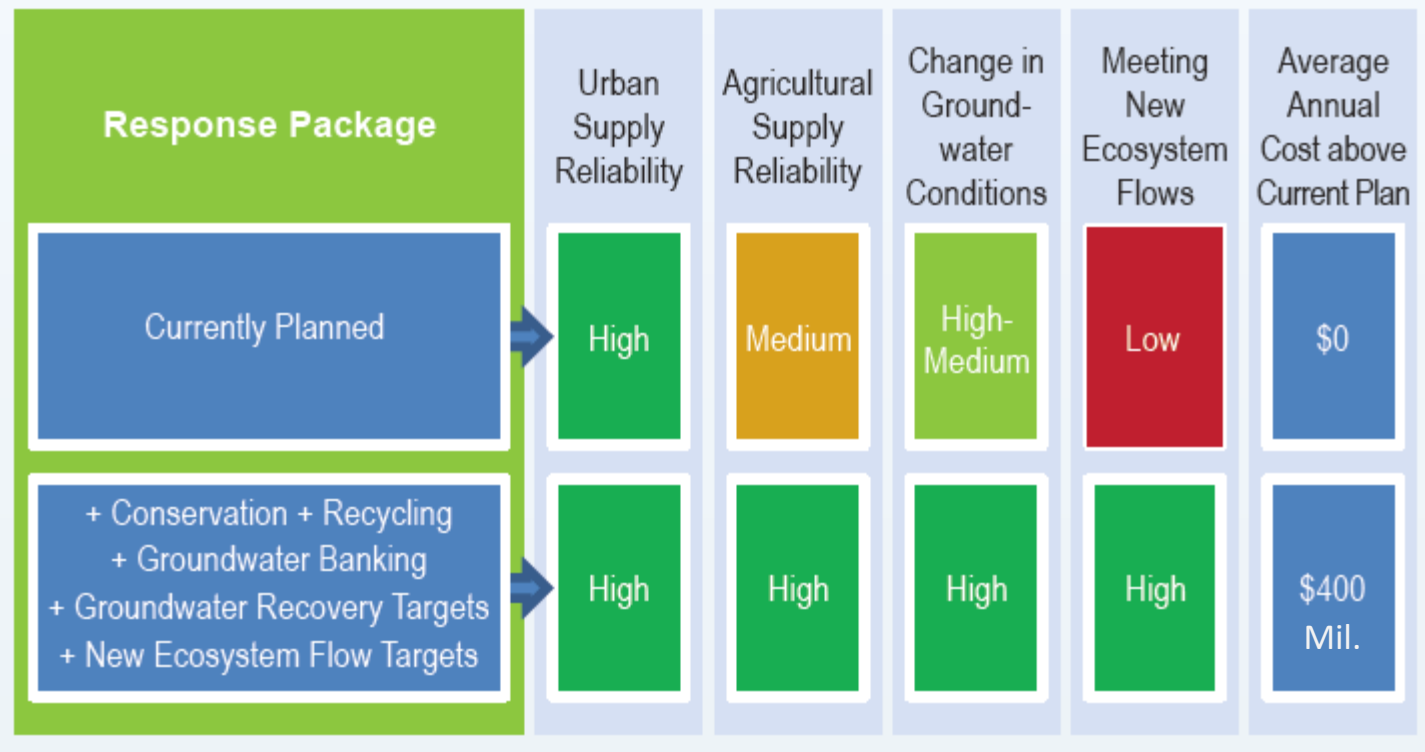 Response Package
Urban
Supply
Reliability
Agricultural
Supply
Reliability
Change in
Ground-
water
Conditions
Meeting
New
Ecosystem
Flows
Average
Annual
Cost above
Current Plan
Currently Planned
High
Medium
High-
Medium
Low
$0
+ Conservation + Recycling
+ Groundwater Banking
+ Groundwater Recovery Targets
+ New Ecosystem Flow Targets
High
High
High
High
$400
Mil.